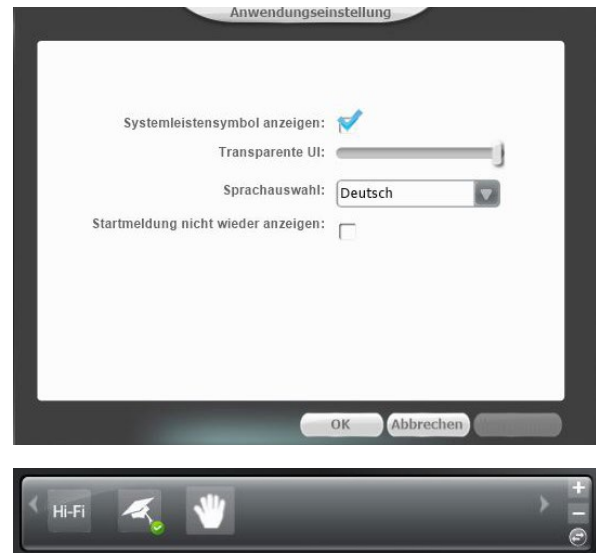 Anwendungseinstellung
Systemleistensymbol anzeigen:
Transparente UI:
Sprachauswahl: Deutsch
Startmeldung nicht wieder anzeigen:
OK Abbrechen
Hi-Fi